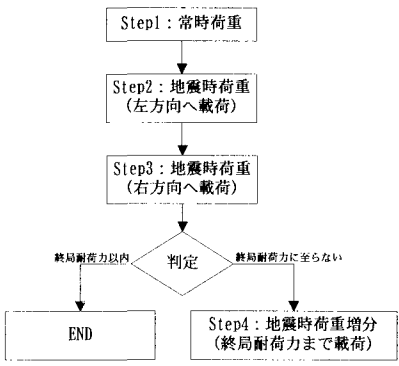 Step1：常時荷重
Step2：地震時荷重
(左方向へ載荷)
Step3：地震時荷重
(右方向へ載荷)
終局耐荷力以内
判定
終局耐荷力に至らない
END
Step4：地震時荷重増分
(終局耐荷力まで載荷)